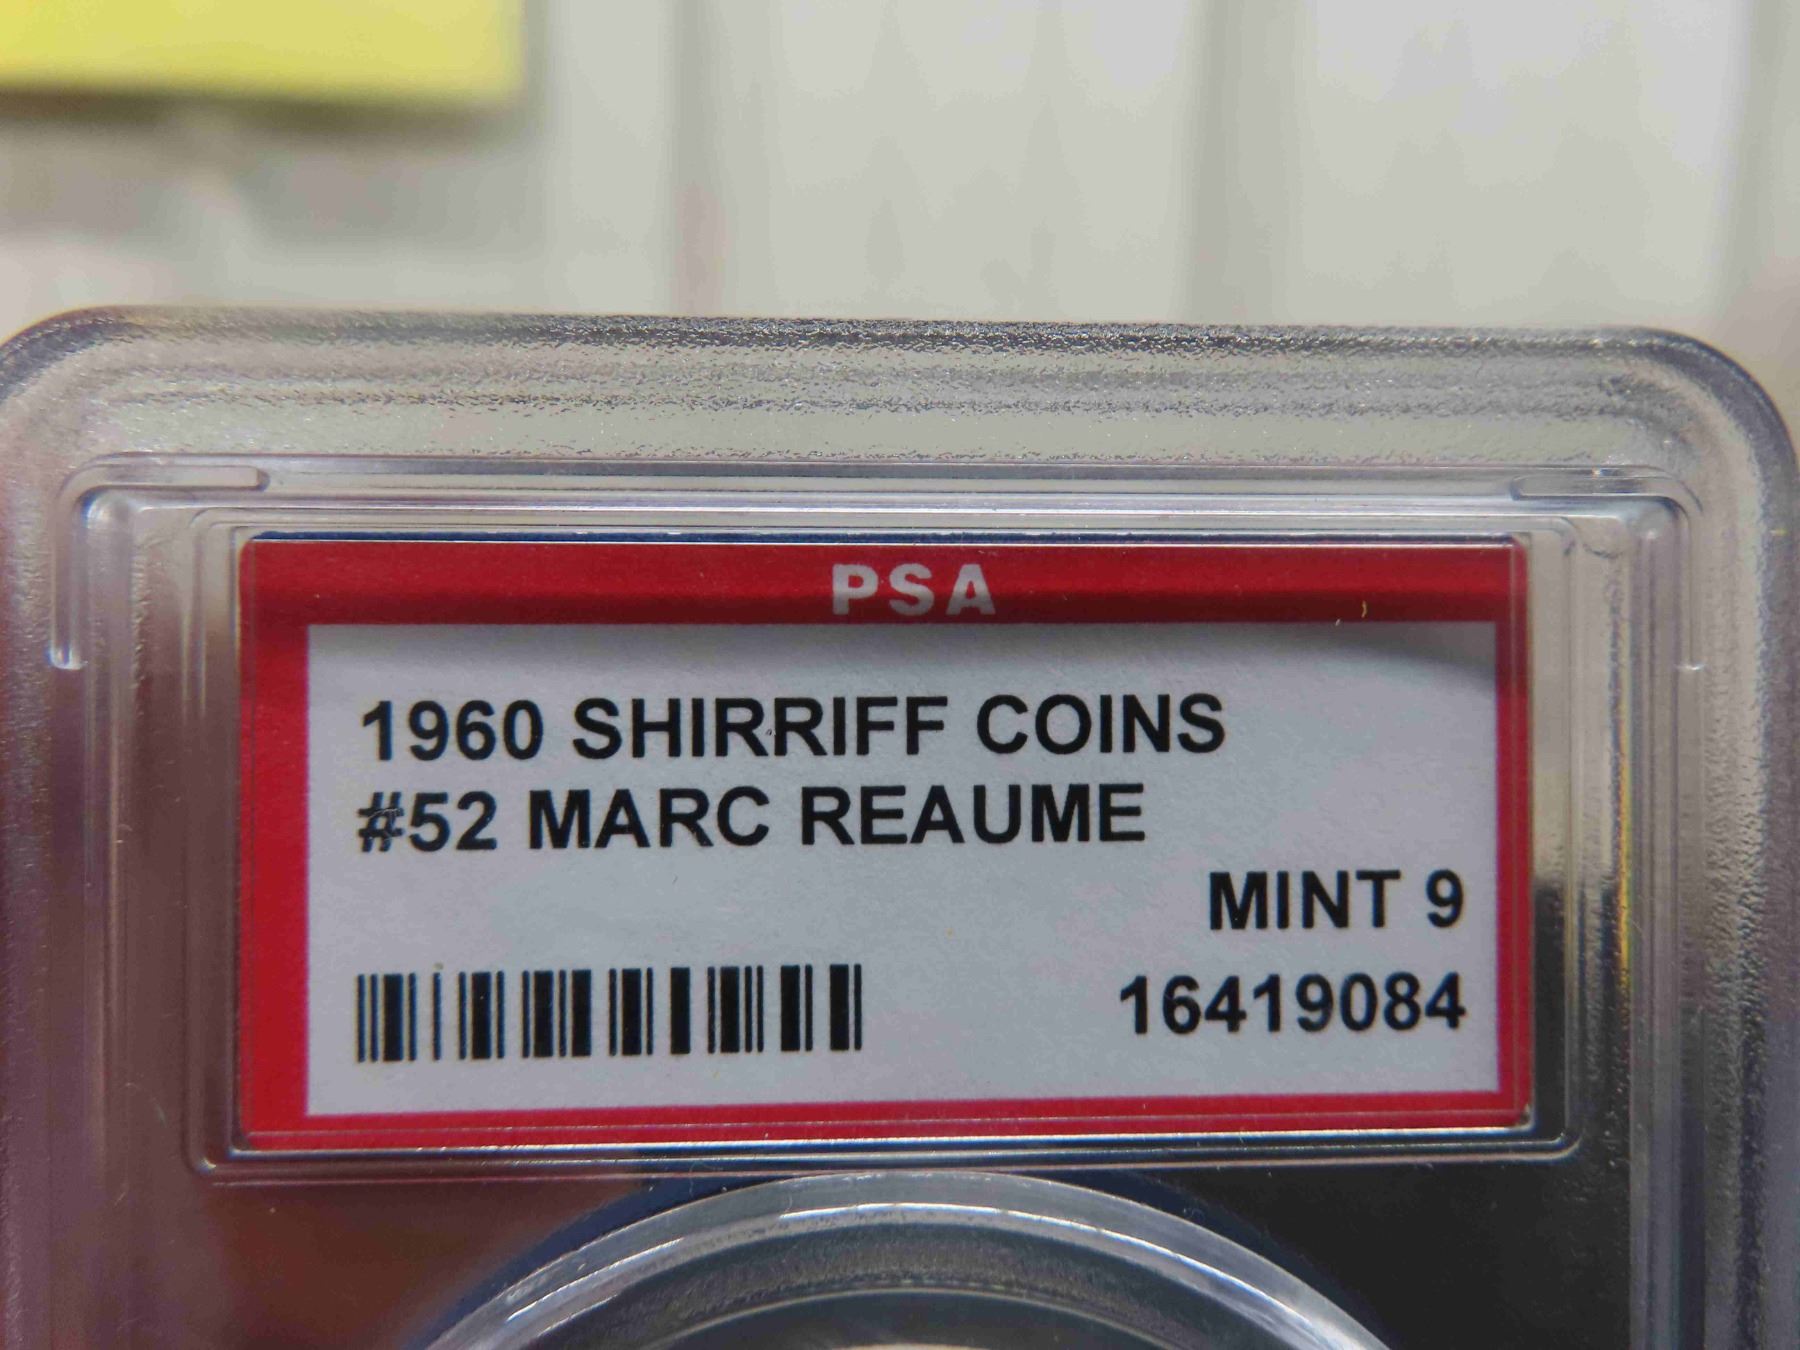 PSA
1960 SHIRRIFF COINS
#52 MARC REAUME
MINT 9
16419084